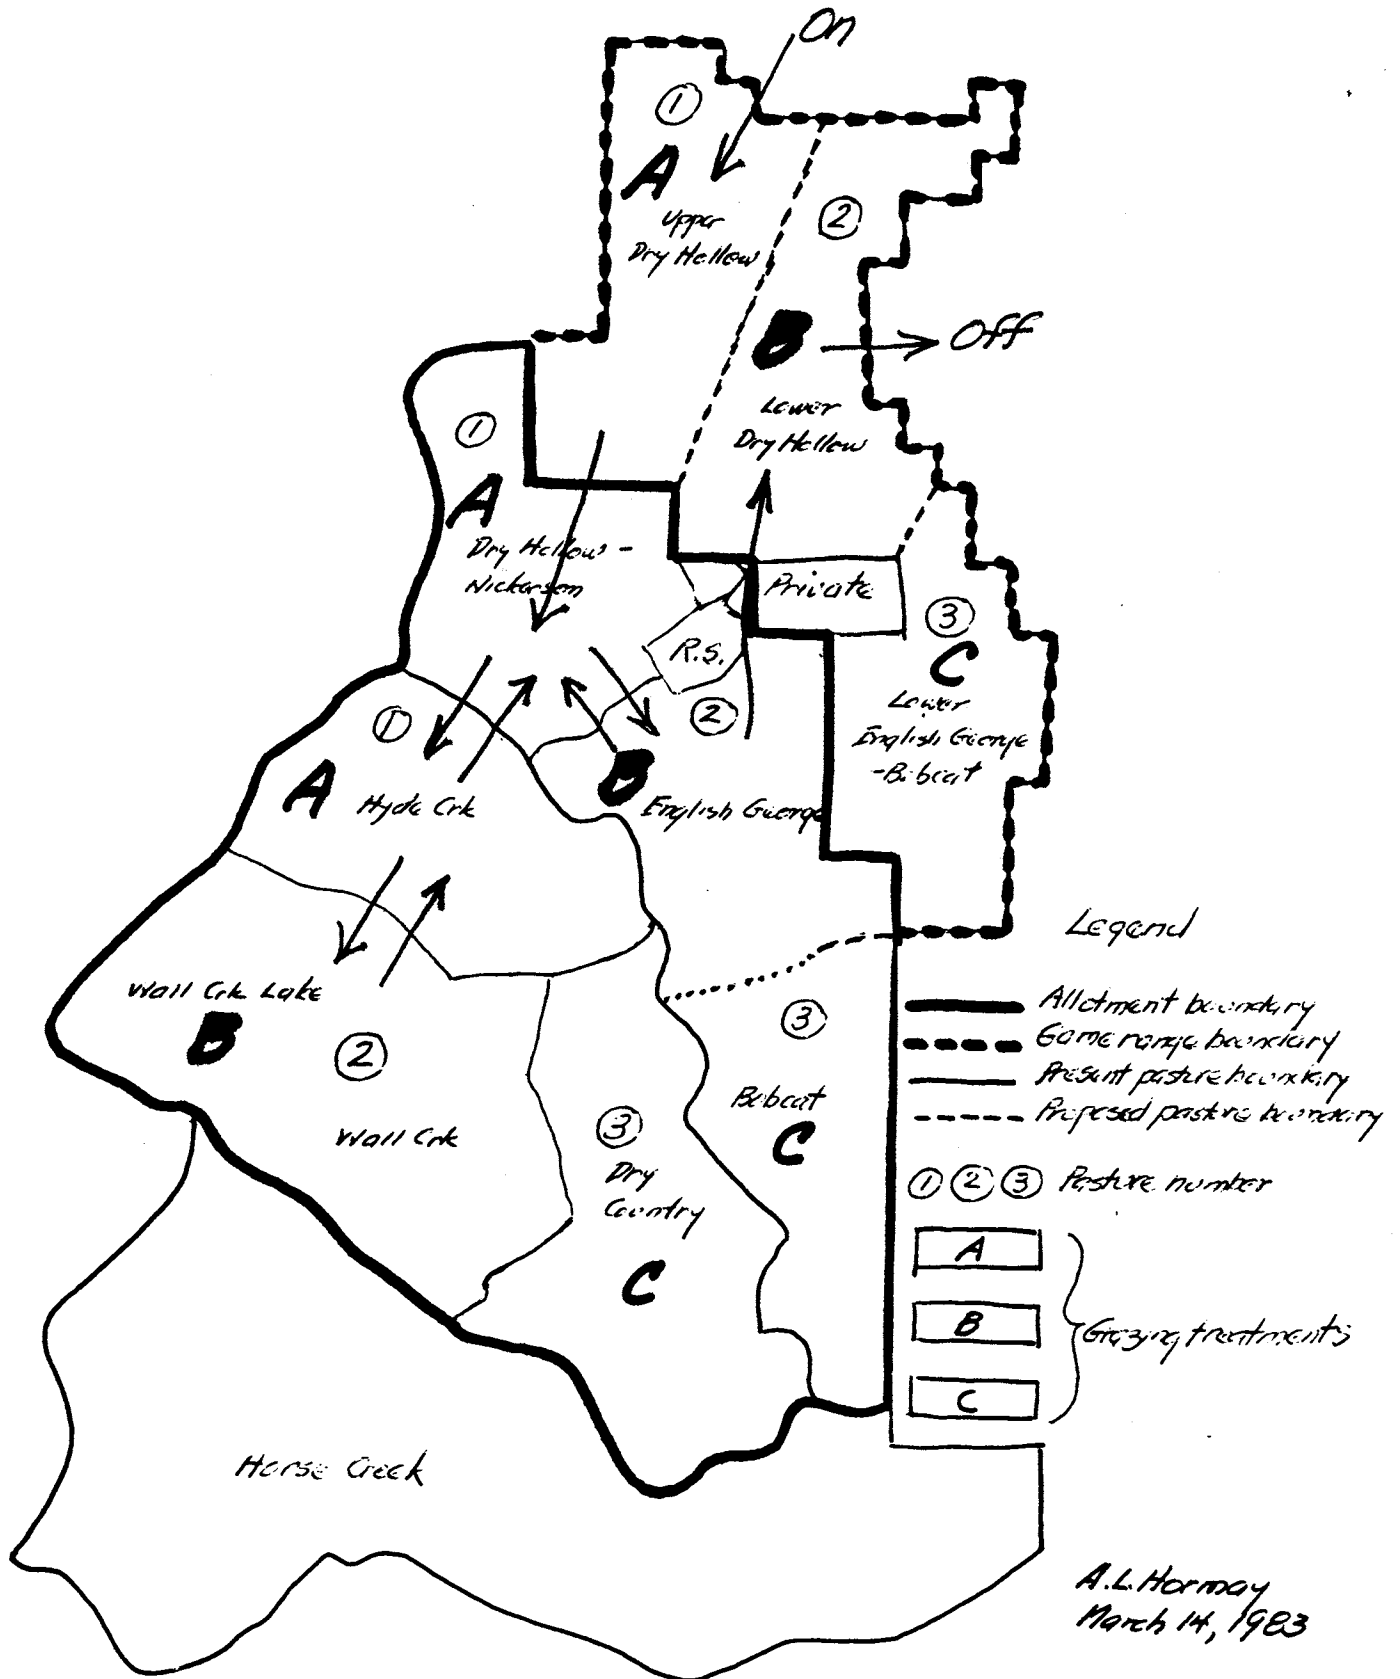 On
①
A
Upper
Dry Hollow
②
B
Off
Lower
Dry Hollow
①
A
Dry Hollow -
Nickerson
Private
R.S.
③
C
Lower
English George
-Bobcat
①
A
Hyde Crk
②
B
English George
Wall Crk Lake
B
②
Wall Crk
③
Dry
Country
C
③
Bobcat
C
Horse Creek
Legend
Allotment boundary
Game range boundary
Present pasture boundary
Proposed pasture boundary
① ② ③ Pasture number
A
B
C
Grazing treatments
A.L. Hormay
March 14, 1983